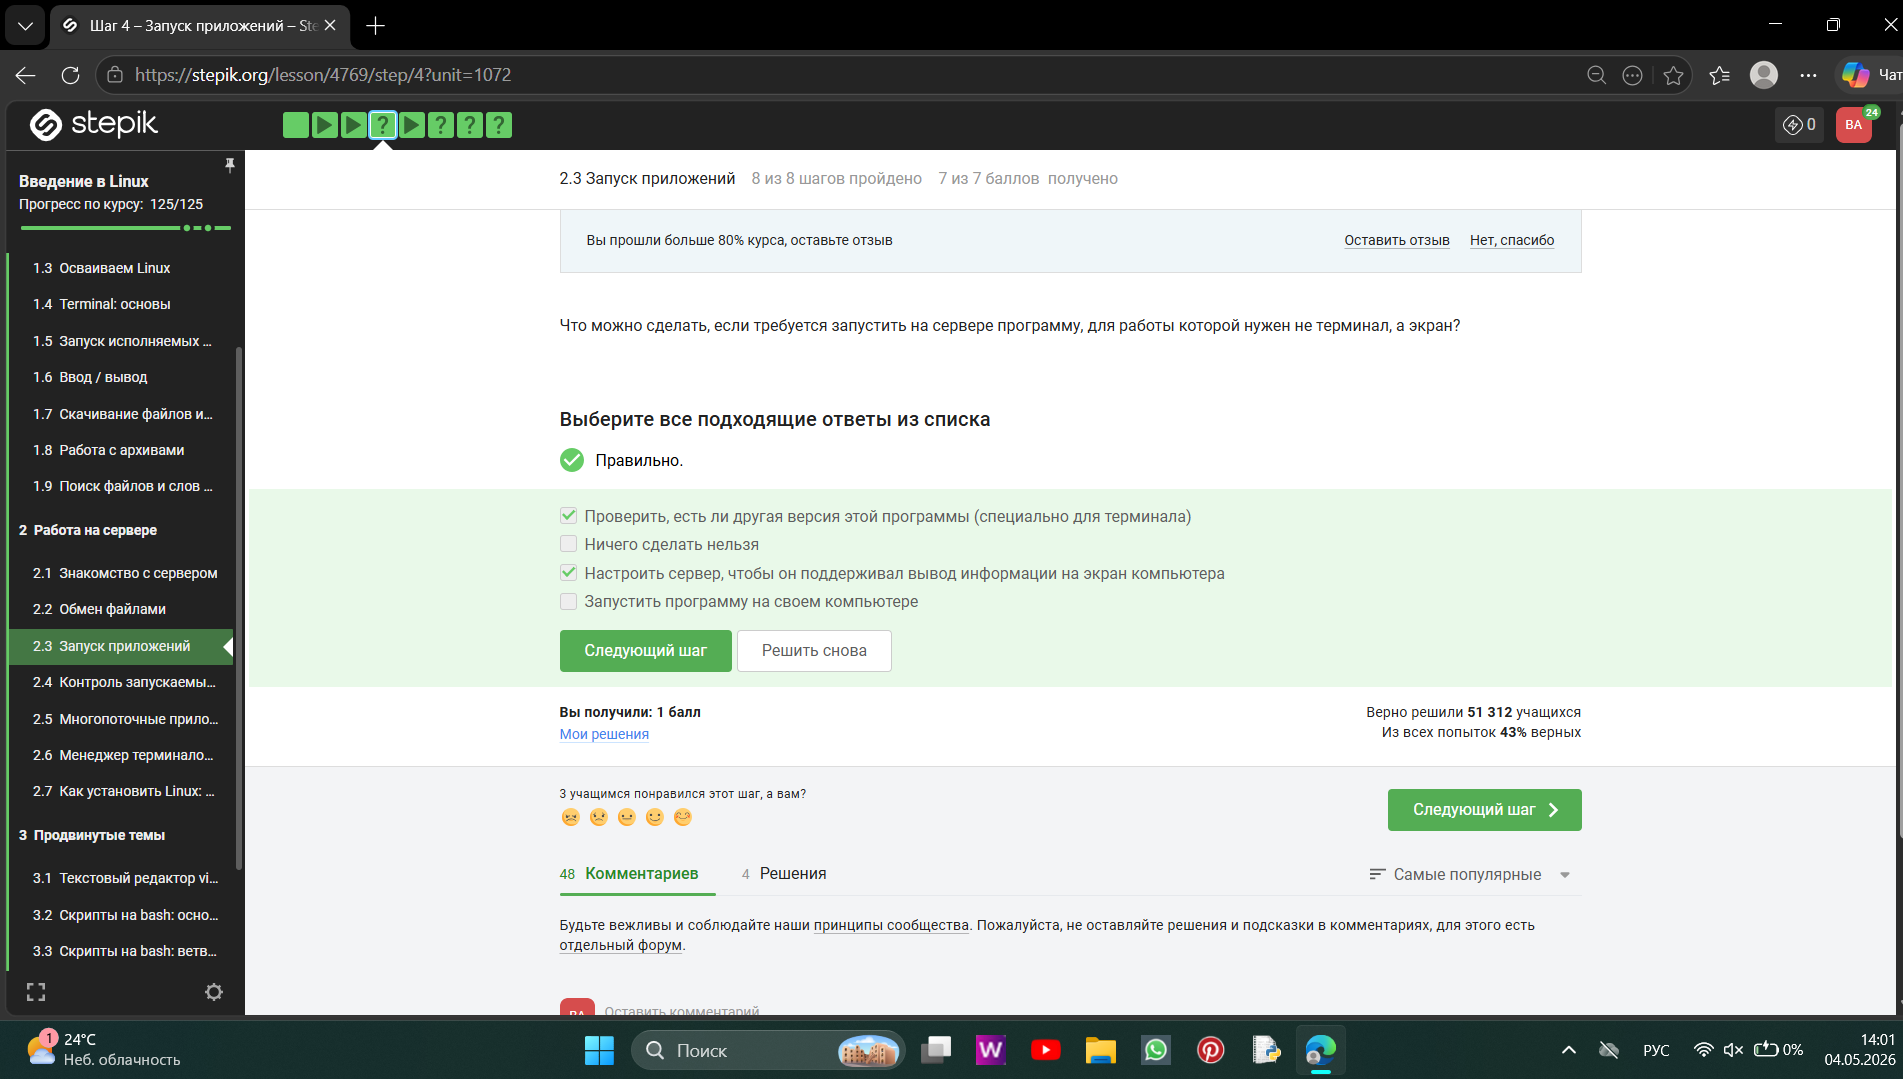 Шаг 4 – Запуск приложений – Ste
https://stepik.org/lesson/4769/step/4?unit=1072
Чат
stepik
? ? ? ?
0
ВА
24
Введение в Linux
Прогресс по курсу: 125/125
1.3 Осваиваем Linux
1.4 Terminal: основы
1.5 Запуск исполняемых ...
1.6 Ввод / вывод
1.7 Скачивание файлов и...
1.8 Работа с архивами
1.9 Поиск файлов и слов ...
2 Работа на сервере
2.1 Знакомство с сервером
2.2 Обмен файлами
2.3 Запуск приложений
2.4 Контроль запускаемы...
2.5 Многопоточные прило...
2.6 Менеджер терминало...
2.7 Как установить Linux: ...
3 Продвинутые темы
3.1 Текстовый редактор vi...
3.2 Скрипты на bash: осно...
3.3 Скрипты на bash: ветв...
2.3 Запуск приложений 8 из 8 шагов пройдено 7 из 7 баллов получено
Вы прошли больше 80% курса, оставьте отзыв Оставить отзыв Нет, спасибо
Что можно сделать, если требуется запустить на сервере программу, для работы которой нужен не терминал, а экран?
Выберите все подходящие ответы из списка
Правильно.
Проверить, есть ли другая версия этой программы (специально для терминала)
Ничего сделать нельзя
Настроить сервер, чтобы он поддерживал вывод информации на экран компьютера
Запустить программу на своем компьютере
Следующий шаг Решить снова
Вы получили: 1 балл
Мои решения
Верно решили 51 312 учащихся
Из всех попыток 43% верных
3 учащимся понравился этот шаг, а вам?
Следующий шаг
48 Комментариев 4 Решения Самые популярные
Будьте вежливы и соблюдайте наши принципы сообщества. Пожалуйста, не оставляйте решения и подсказки в комментариях, для этого есть
отдельный форум.
ВА Оставить комментарий
1
24°C
Неб. облачность
Поиск
W
РУС
0%
14:01
04.05.2026